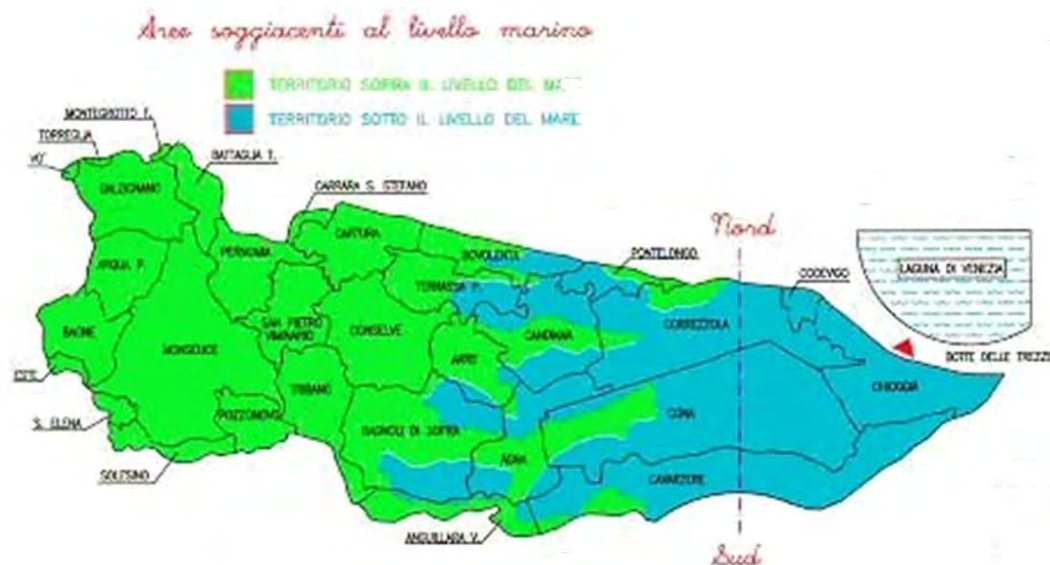 Aree soggiacenti al livello marino
TERRITORIO SOPRA IL LIVELLO DEL MA
TERRITORIO SOTTO IL LIVELLO DEL MARE
MONTEGROTTO T.
TORREGLIA
VO'
BATTAGLIA T.
GALZIGNANO
CARRARA S. STEFANO
CARTURA
Nord
PERNUMIA
BOVOLENTA
PONTELONGO
CODEVIGO
LAGUNA DI VENEZIA
ARQUA P.
TERRASSA P.
BAONE
MONSELICE
SAN PIETRO
VIMINARIO
CONSELVE
CANDIANA
CORREZZOLA
ARRE
BOTTE DELLE TREZZE
ESTE
TRIBANO
CHIOGGIA
S. ELENA
POZZONOVO
BAGNOLI DI SOPRA
CONA
SOLESINO
AGNA
CAVARZERE
ANGUILLARA V.
Sud